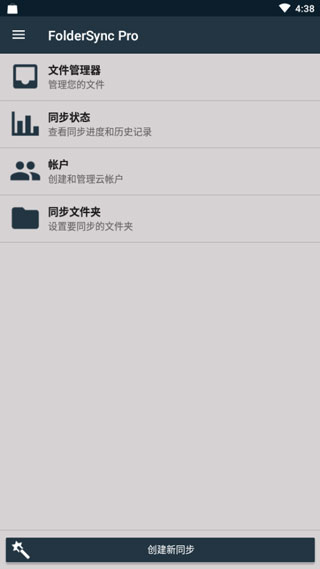 4:38
FolderSync Pro
文件管理器
管理您的文件
同步状态
查看同步进度和历史记录
帐户
创建和管理云帐户
同步文件夹
设置要同步的文件夹
创建新同步